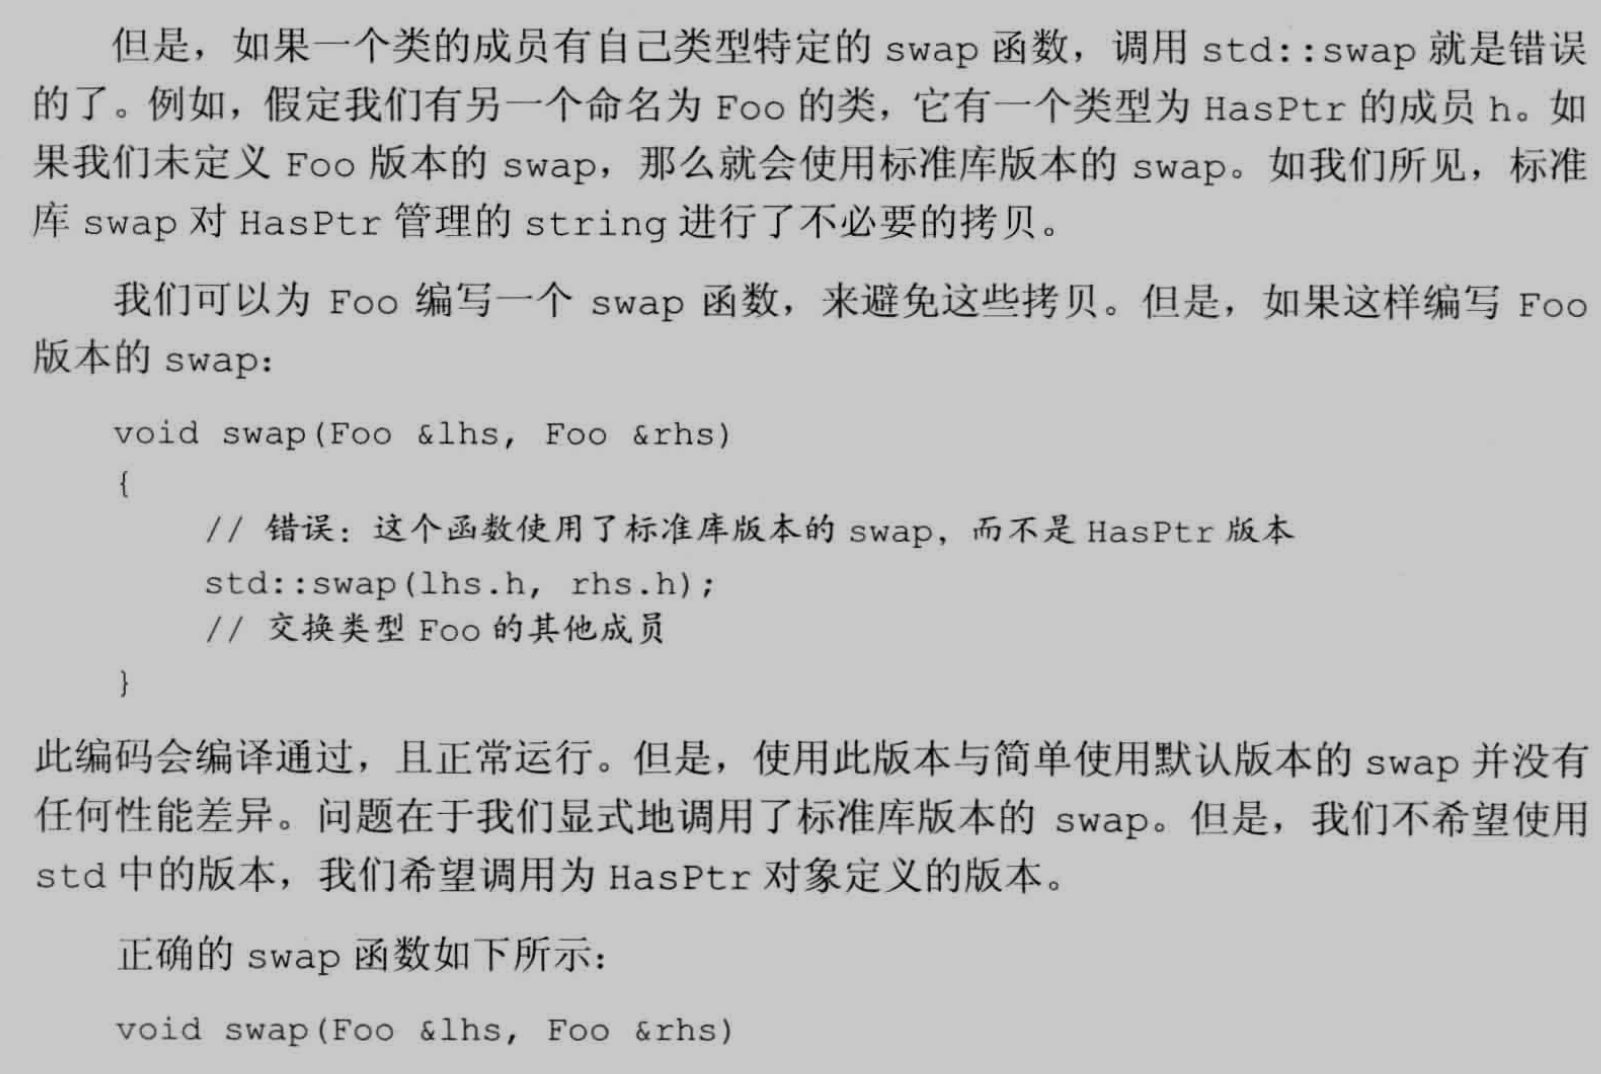 但是，如果一个类的成员有自己类型特定的 swap 函数，调用 std::swap 就是错误
的了。例如，假定我们有另一个命名为 Foo 的类，它有一个类型为 HasPtr 的成员 h。如
果我们未定义 Foo 版本的 swap，那么就会使用标准库版本的 swap。如我们所见，标准
库 swap 对 HasPtr 管理的 string 进行了不必要的拷贝。
我们可以为 Foo 编写一个 swap 函数，来避免这些拷贝。但是，如果这样编写 Foo
版本的 swap：
void swap(Foo &lhs, Foo &rhs)
{
// 错误：这个函数使用了标准库版本的 swap，而不是 HasPtr 版本
std::swap(lhs.h, rhs.h);
// 交换类型 Foo 的其他成员
}
此编码会编译通过，且正常运行。但是，使用此版本与简单使用默认版本的 swap 并没有
任何性能差异。问题在于我们显式地调用了标准库版本的 swap。但是，我们不希望使用
std 中的版本，我们希望调用为 HasPtr 对象定义的版本。
正确的 swap 函数如下所示：
void swap(Foo &lhs, Foo &rhs)